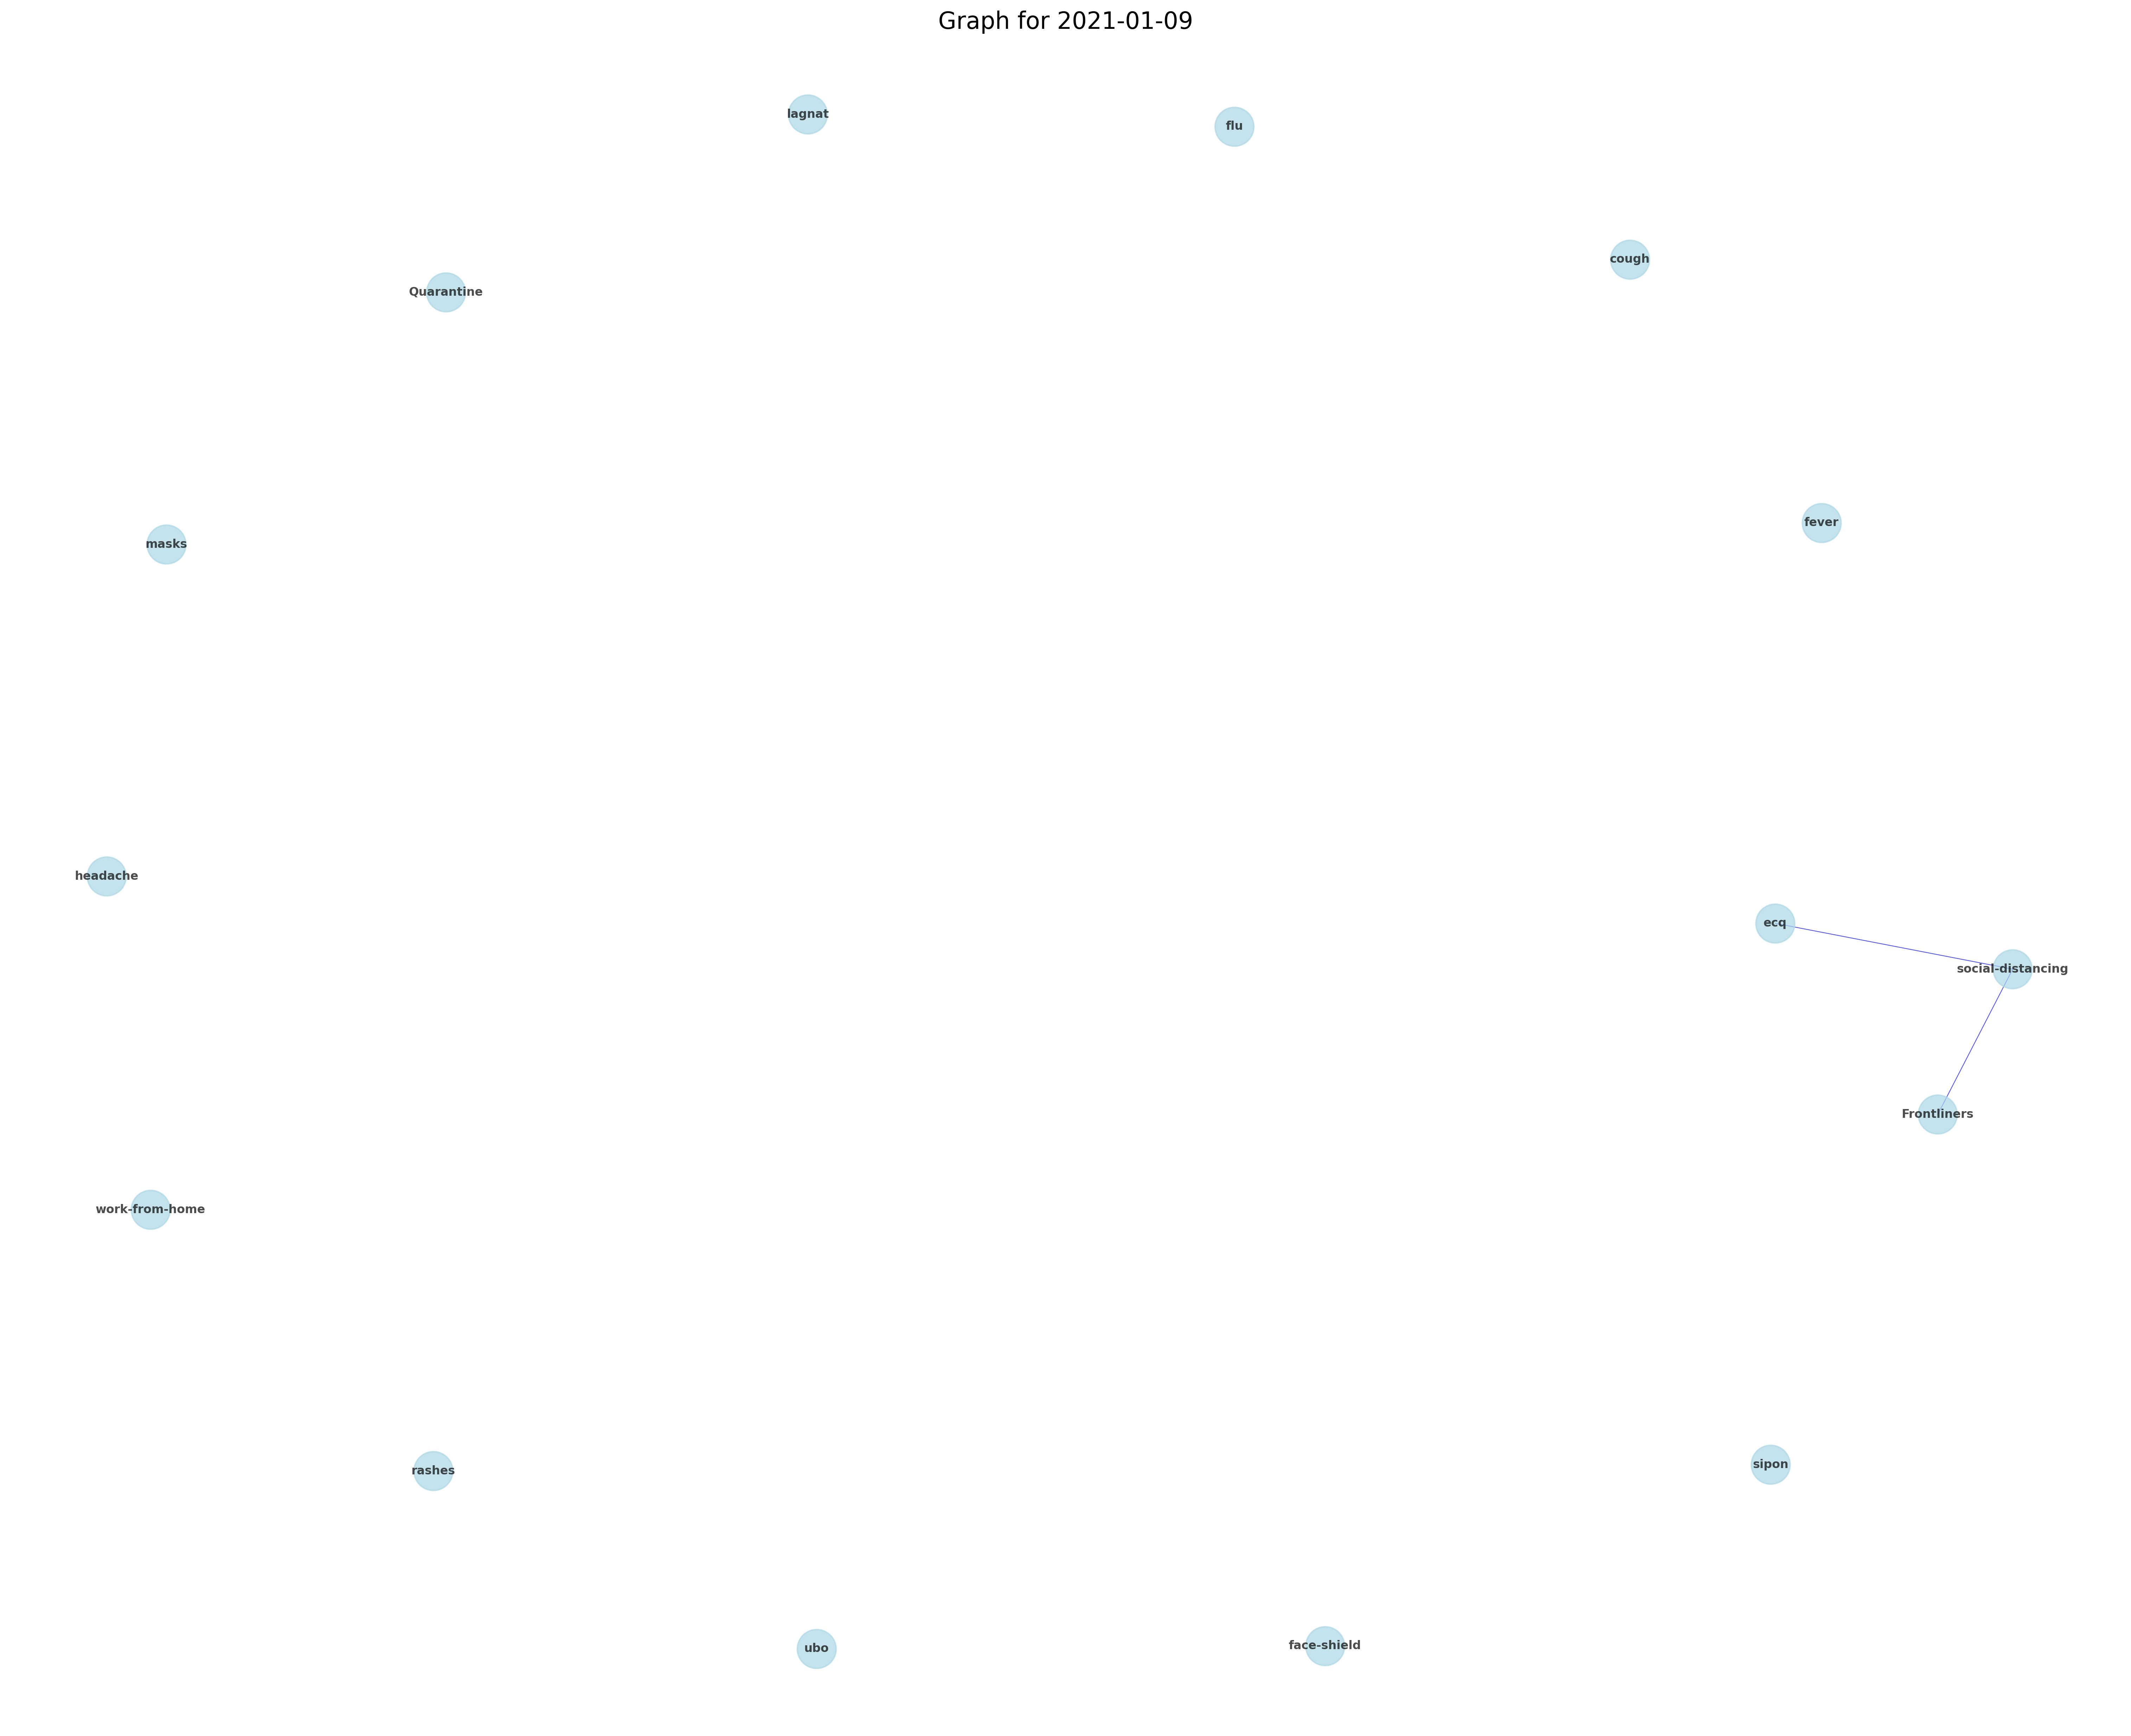 Graph for 2021-01-09
lagnat
flu
cough
Quarantine
fever
masks
headache
ecq
social-distancing
Frontliners
work-from-home
sipon
rashes
face-shield
ubo